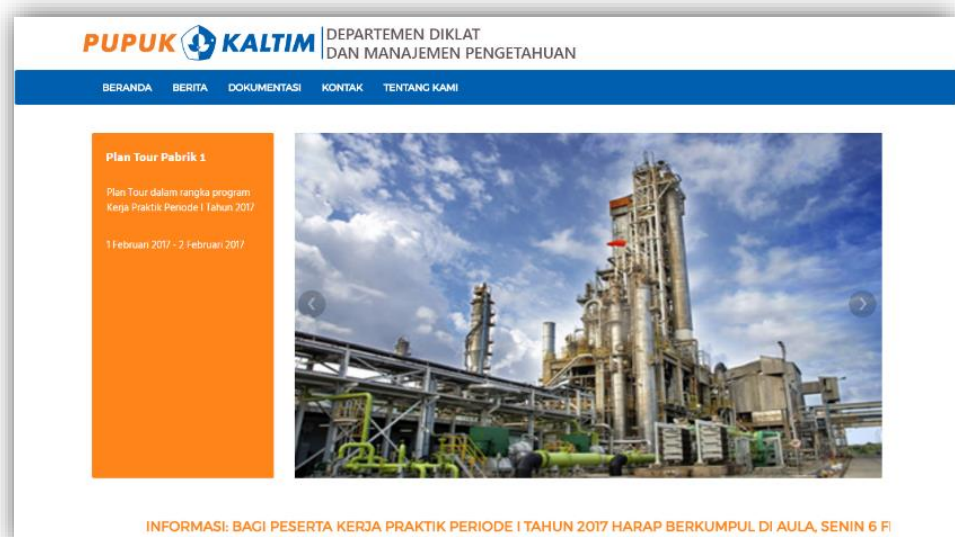 PUPUK KALTIM
DEPARTEMEN DIKLAT
DAN MANAJEMEN PENGETAHUAN
BERANDA BERITA DOKUMENTASI KONTAK TENTANG KAMI
Plan Tour Pabrik 1
Plan Tour dalam rangka program
Kerja Praktik Periode I Tahun 2017
1 Februari 2017 - 2 Februari 2017
INFORMASI: BAGI PESERTA KERJA PRAKTIK PERIODE I TAHUN 2017 HARAP BERKUMPUL DI AULA, SENIN 6